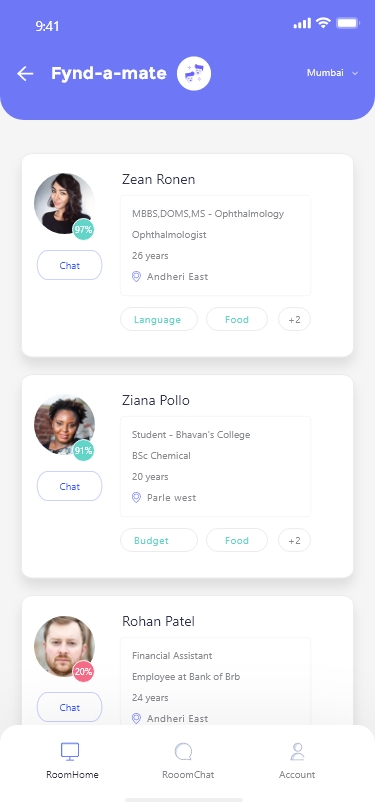 9:41
Fynd-a-mate
Mumbai
Zean Ronen
97%
MBBS,DOMS,MS - Ophthalmology
Ophthalmologist
26 years
Andheri East
Chat
Language
Food
+2
Ziana Pollo
91%
Student - Bhavan's College
BSc Chemical
20 years
Parle west
Chat
Budget
Food
+2
Rohan Patel
20%
Financial Assistant
Employee at Bank of Brb
24 years
Andheri East
Chat
RoomHome
RooomChat
Account